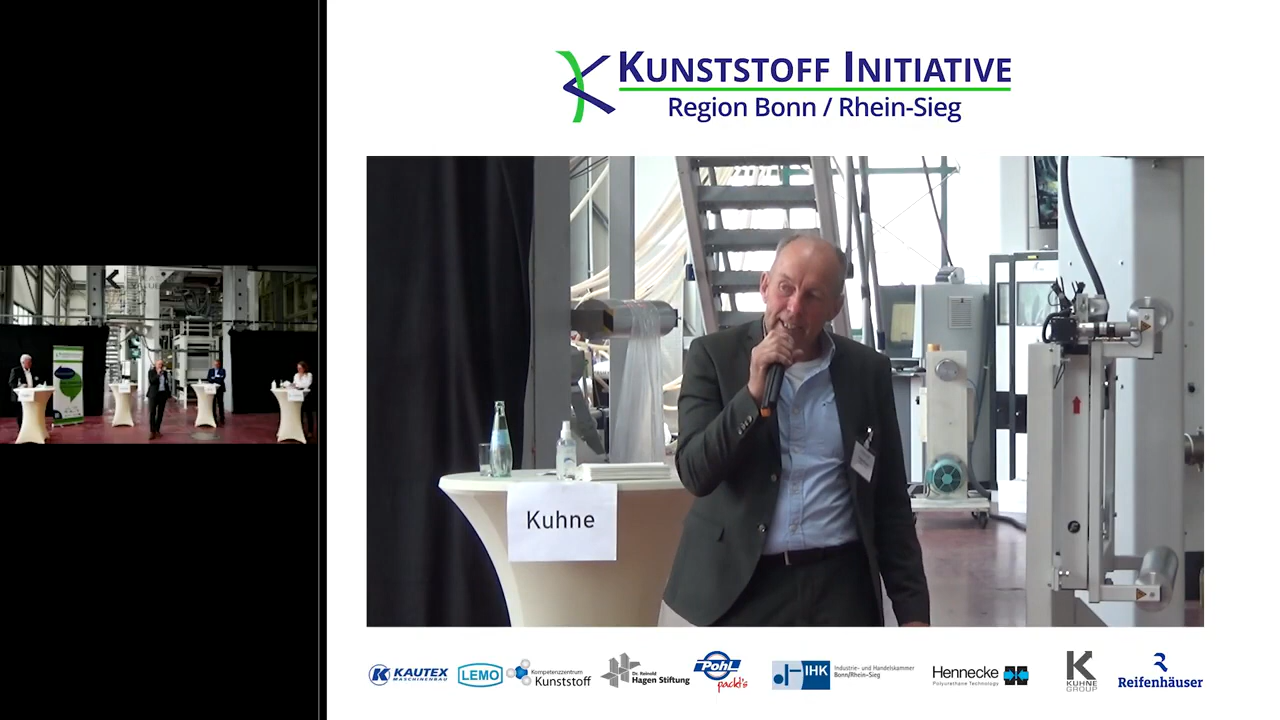 KUNSTSTOFF INITIATIVE
Region Bonn / Rhein-Sieg
Kuhne
KAUTEX
MASCHINENBAU
LEMO
Kompetenzzentrum
Kunststoff
Dr. Reinold
Hagen Stiftung
POHL
packt's
IHK
Industrie- und Handelskammer
Bonn/Rhein-Sieg
Hennecke
Polyurethane Technology
K
KUHNE
GROUP
Reifenhäuser